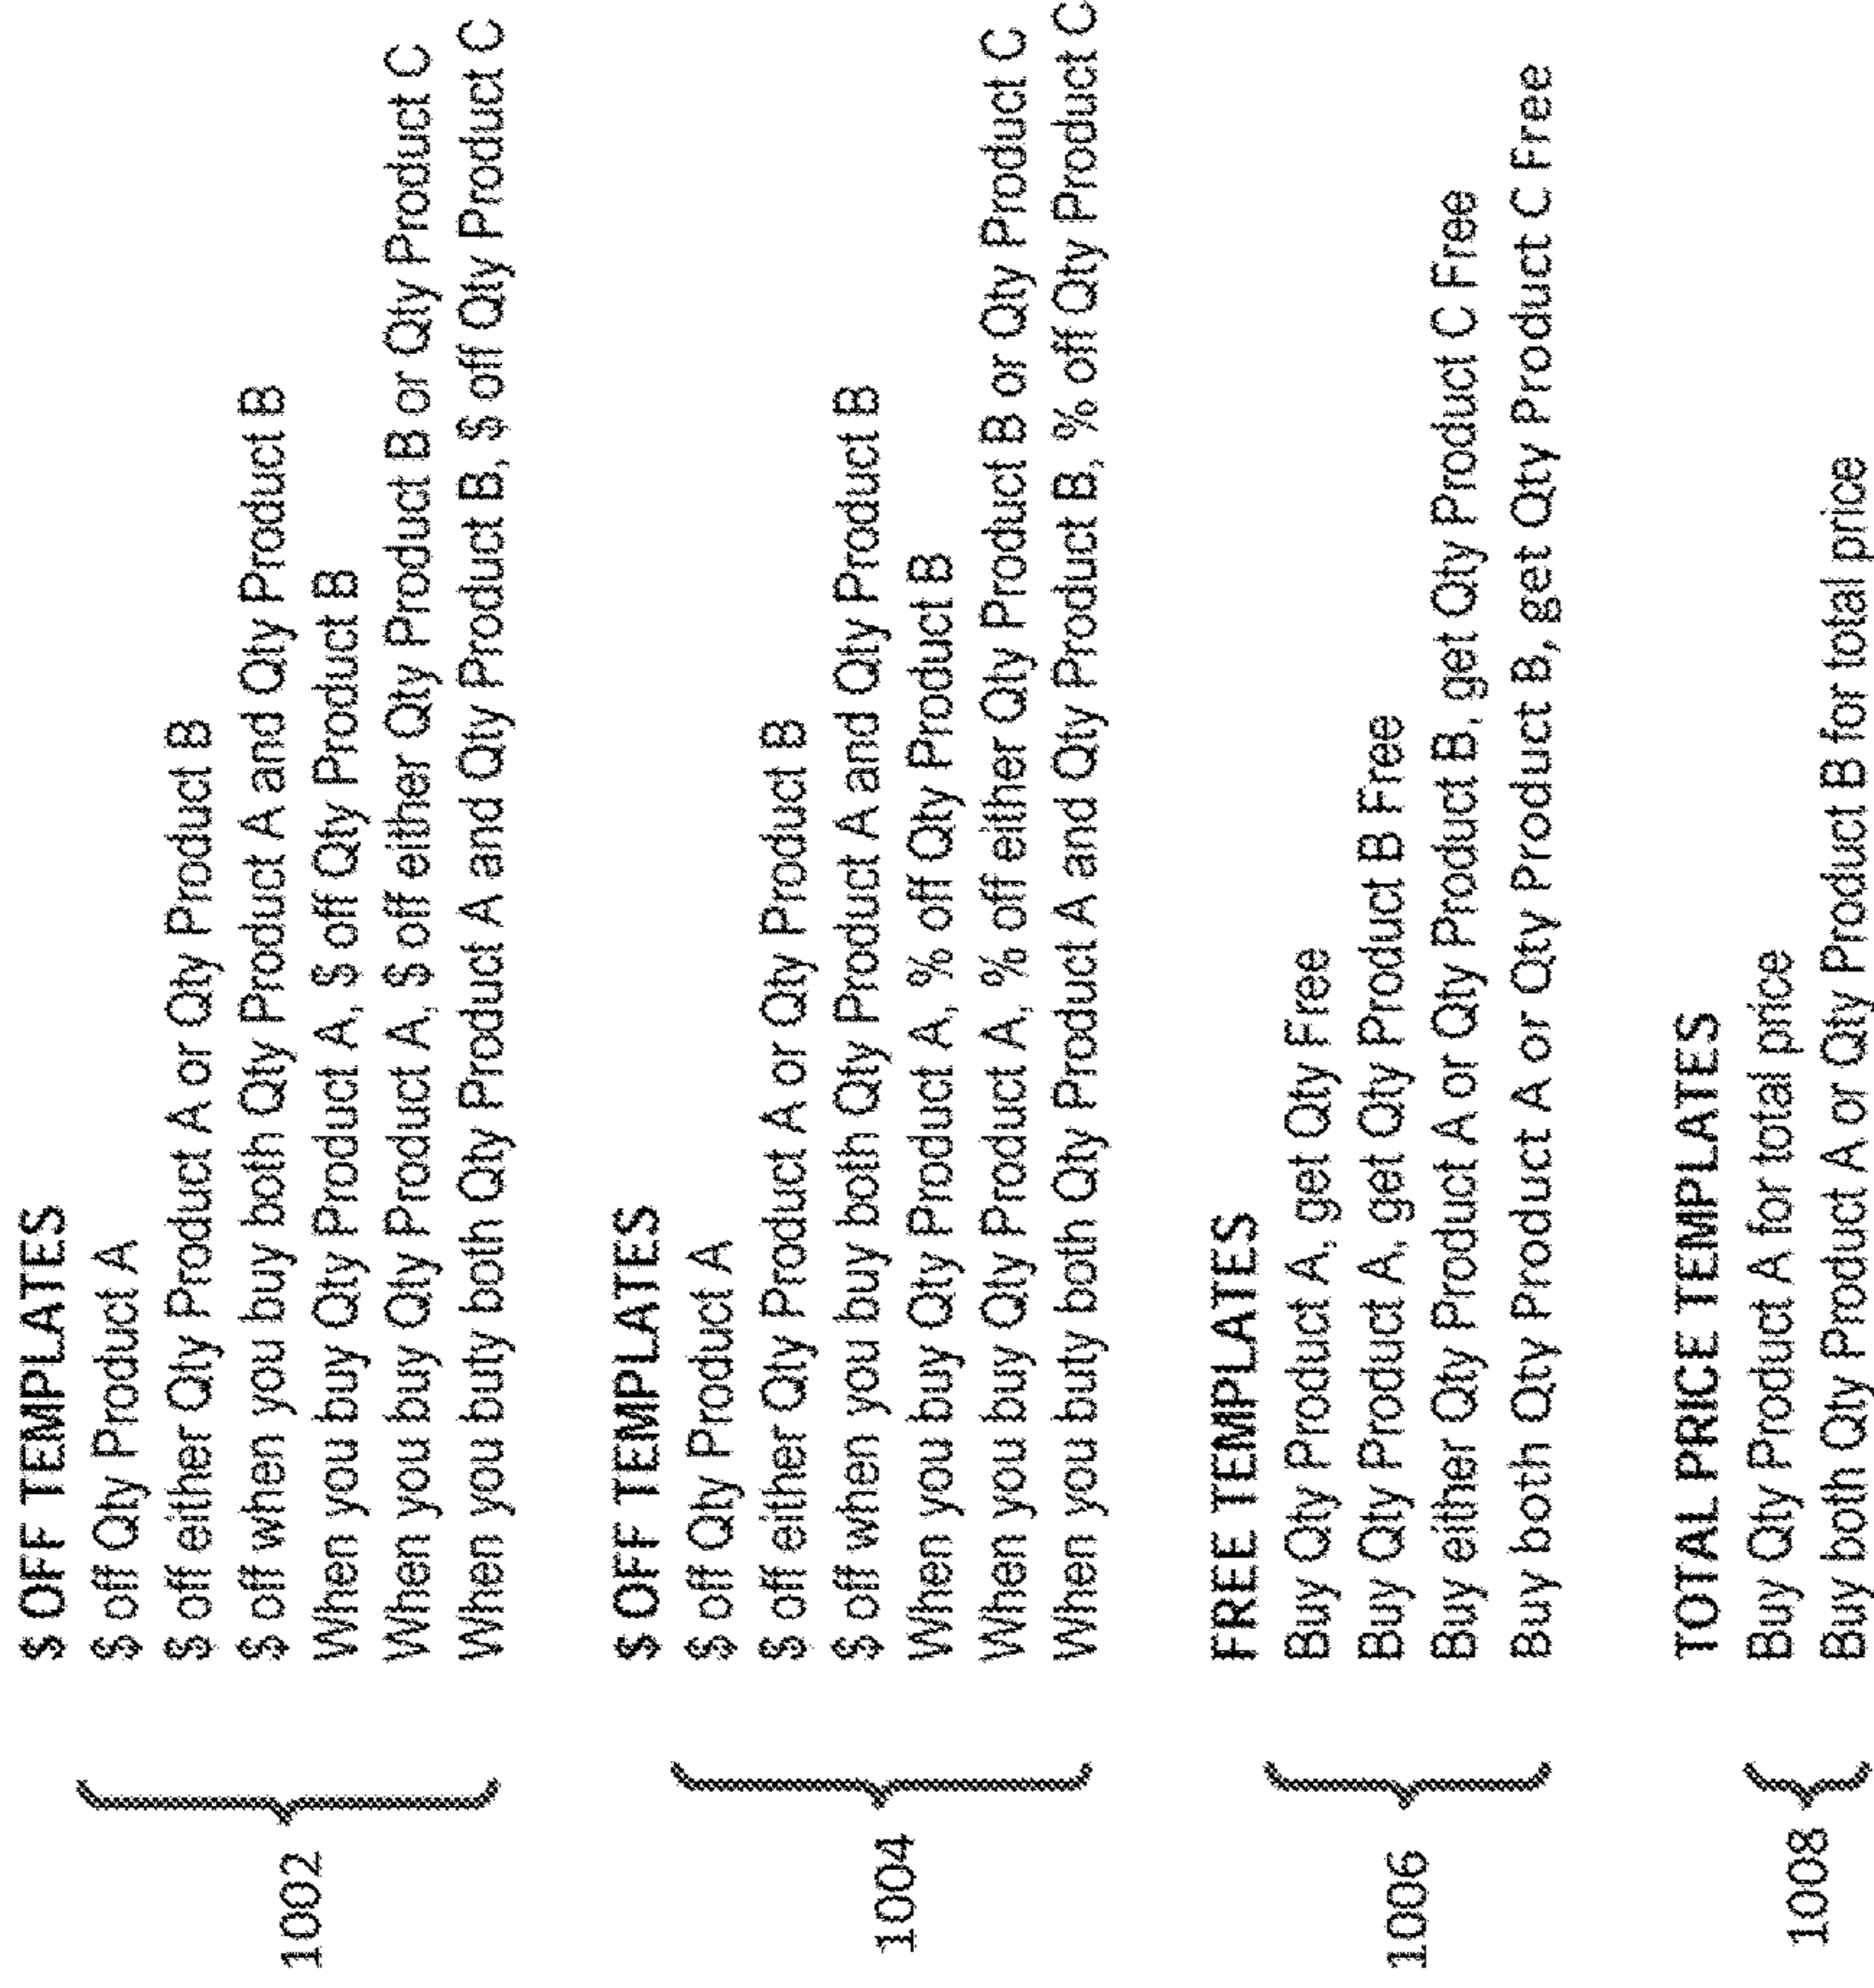 $ OFF TEMPLATES
$ off Qty Product A
$ off either Qty Product A or Qty Product B
$ off when you buy both Qty Product A and Qty Product B
When you buy Qty Product A, $ off Qty Product B
When you buy Qty Product A, $ off either Qty Product B or Qty Product C
When you buty both Qty Product A and Qty Product B, $ off Qty Product C
1002
$ OFF TEMPLATES
$ off Qty Product A
$ off either Qty Product A or Qty Product B
$ off when you buy both Qty Product A and Qty Product B
When you buy Qty Product A, % off Qty Product B
When you buy Qty Product A, % off either Qty Product B or Qty Product C
When you buty both Qty Product A and Qty Product B, % off Qty Product C
1004
FREE TEMPLATES
Buy Qty Product A, get Qty Free
Buy Qty Product A, get Qty Product B Free
Buy either Qty Product A or Qty Product B, get Qty Product C Free
Buy both Qty Product A or Qty Product B, get Qty Product C Free
1006
TOTAL PRICE TEMPLATES
Buy Qty Product A for total price
Buy both Qty Product A or Qty Product B for total price
1008